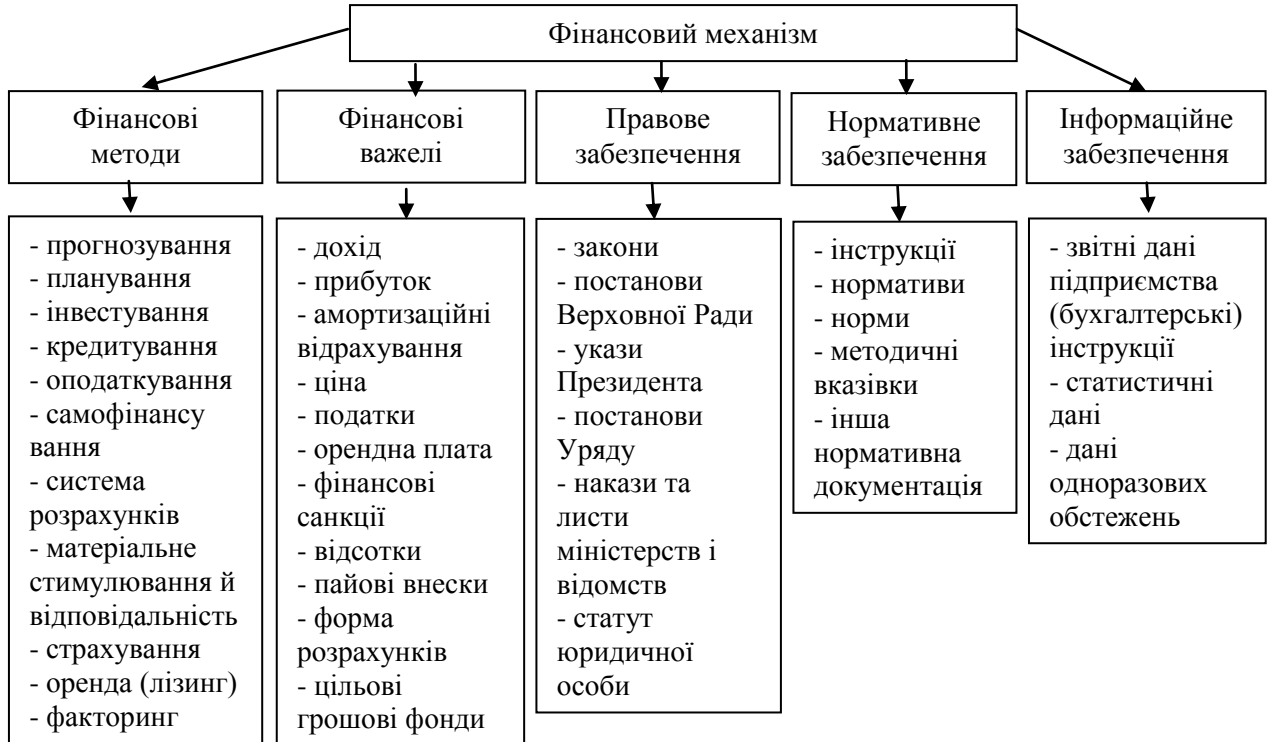 Фінансовий механізм
Фінансові
методи
Фінансові
важелі
Правове
забезпечення
Нормативне
забезпечення
Інформаційне
забезпечення
- прогнозування
- планування
- інвестування
- кредитування
- оподаткування
- самофінансу
вання
- система
розрахунків
- матеріальне
стимулювання й
відповідальність
- страхування
- оренда (лізинг)
- факторинг
- дохід
- прибуток
- амортизаційні
відрахування
- ціна
- податки
- орендна плата
- фінансові
санкції
- відсотки
- пайові внески
- форма
розрахунків
- цільові
грошові фонди
- закони
- постанови
Верховної Ради
- укази
Президента
- постанови
Уряду
- накази та
листи
міністерств і
відомств
- статут
юридичної
особи
- інструкції
- нормативи
- норми
- методичні
вказівки
- інша
нормативна
документація
- звітні дані
підприємства
(бухгалтерські)
інструкції
- статистичні
дані
- дані
одноразових
обстежень